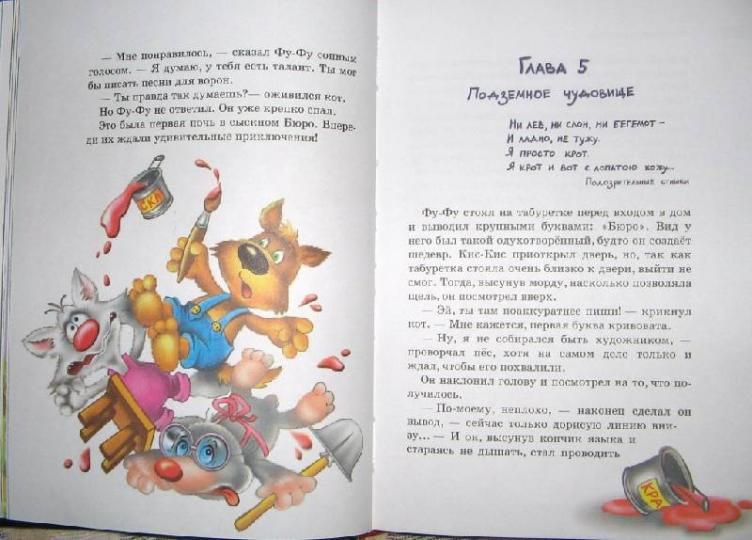 — Мне понравилось, — сказал Фу-Фу сонным
голосом. — Я думаю, у тебя есть талант. Ты мог
бы писать песни для ворон.
— Ты правда так думаешь?— оживился кот.
Но Фу-Фу не ответил. Он уже крепко спал.
Это была первая ночь в сыскном Бюро. Впере-
ди их ждали удивительные приключения!
СКА
Глава 5
Подземное чудовище
Ни лев, ни слон, ни бегемот –
И ладно, не тужу.
Я просто крот.
Я крот и вот с лопатою хожу...
Подозрительные стишки
Фу-Фу стоял на табуретке перед входом в дом
и выводил крупными буквами: «Бюро». Вид у
него был такой одухотворённый, будто он создаёт
шедевр. Кис-Кис приоткрыл дверь, но, так как
табуретка стояла очень близко к двери, выйти не
смог. Тогда, высунув морду, насколько позволяла
щель, он посмотрел вверх.
— Эй, ты там поаккуратнее пиши! — крикнул
кот. — Мне кажется, первая буква кривовата.
— Ну, я не собирался быть художником, —
проворчал пёс, хотя на самом деле только и
ждал, чтобы его похвалили.
Он наклонил голову и посмотрел на то, что по-
лучилось.
— По-моему, неплохо, — наконец сделал он
вывод, — сейчас только дорисую линию вни-
зу... — И он, высунув кончик языка и
стараясь не дышать, стал проводить
КРА